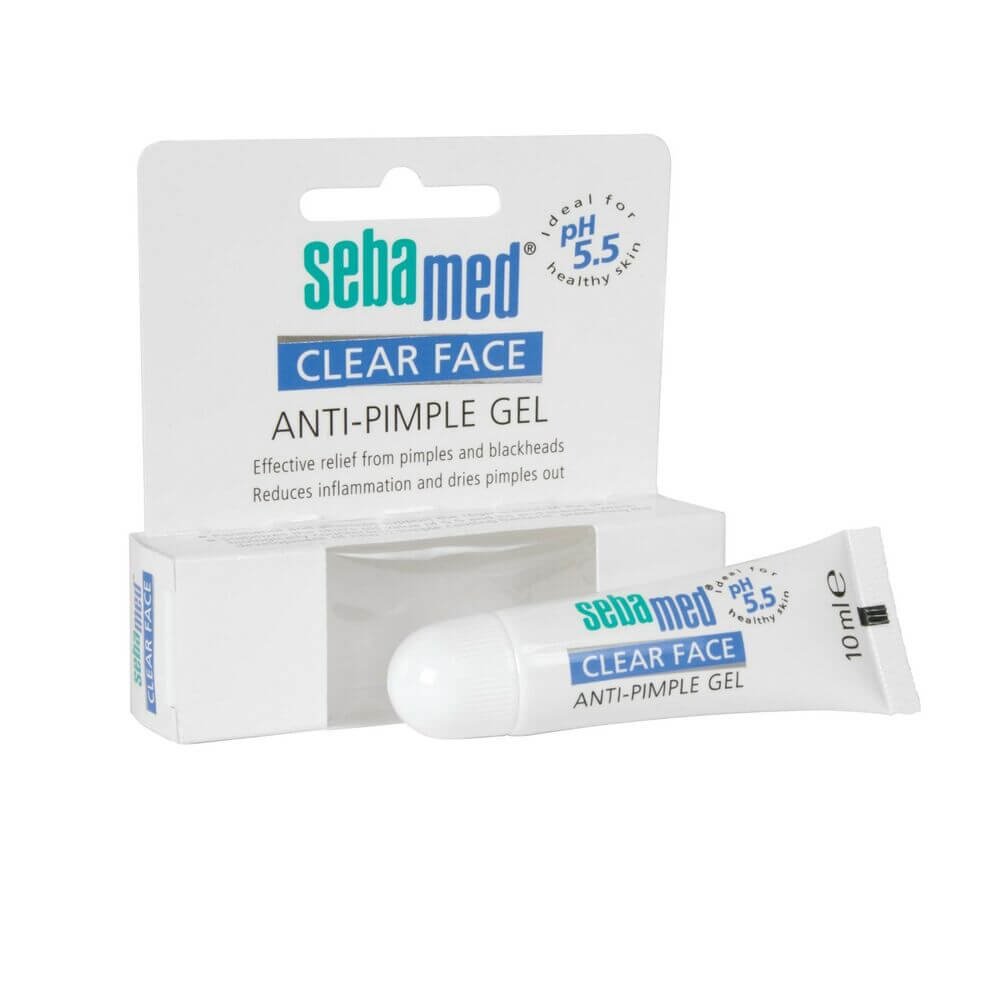 sebamed®
Ideal for
pH
5.5
healthy skin
CLEAR FACE
ANTI-PIMPLE GEL
Effective relief from pimples and blackheads
Reduces inflammation and dries pimples out
sebamed
CLEAR FACE
sebamed®
Ideal for
pH
5.5
healthy skin
CLEAR FACE
ANTI-PIMPLE GEL
10 ml ℮